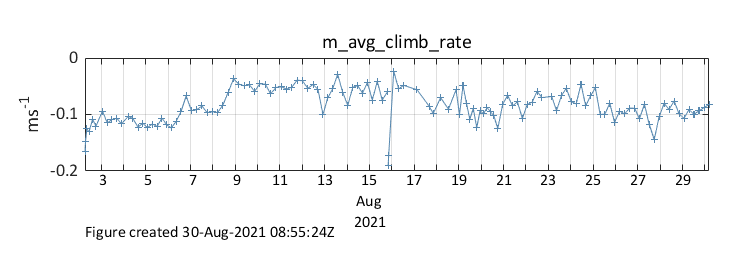 m_avg_climb_rate
0
-0.1
-0.2
ms-1
3 5 7 9 11 13 15 17 19 21 23 25 27 29
Aug
2021
Figure created 30-Aug-2021 08:55:24Z